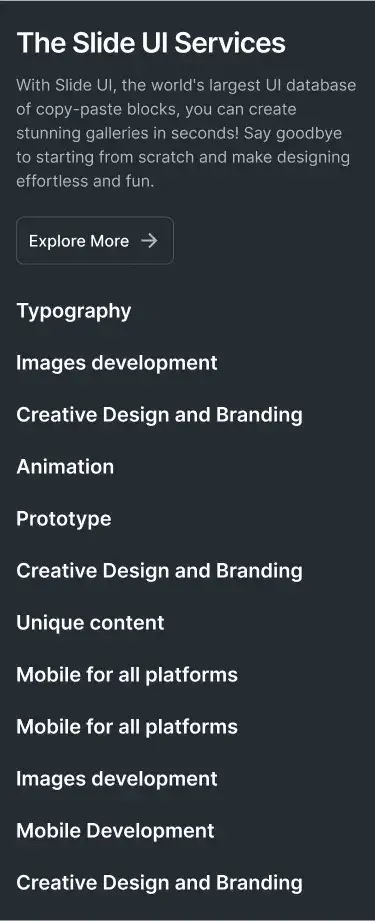 The Slide UI Services
With Slide UI, the world's largest UI database
of copy-paste blocks, you can create
stunning galleries in seconds! Say goodbye
to starting from scratch and make designing
effortless and fun.
Explore More
Typography
Images development
Creative Design and Branding
Animation
Prototype
Creative Design and Branding
Unique content
Mobile for all platforms
Mobile for all platforms
Images development
Mobile Development
Creative Design and Branding